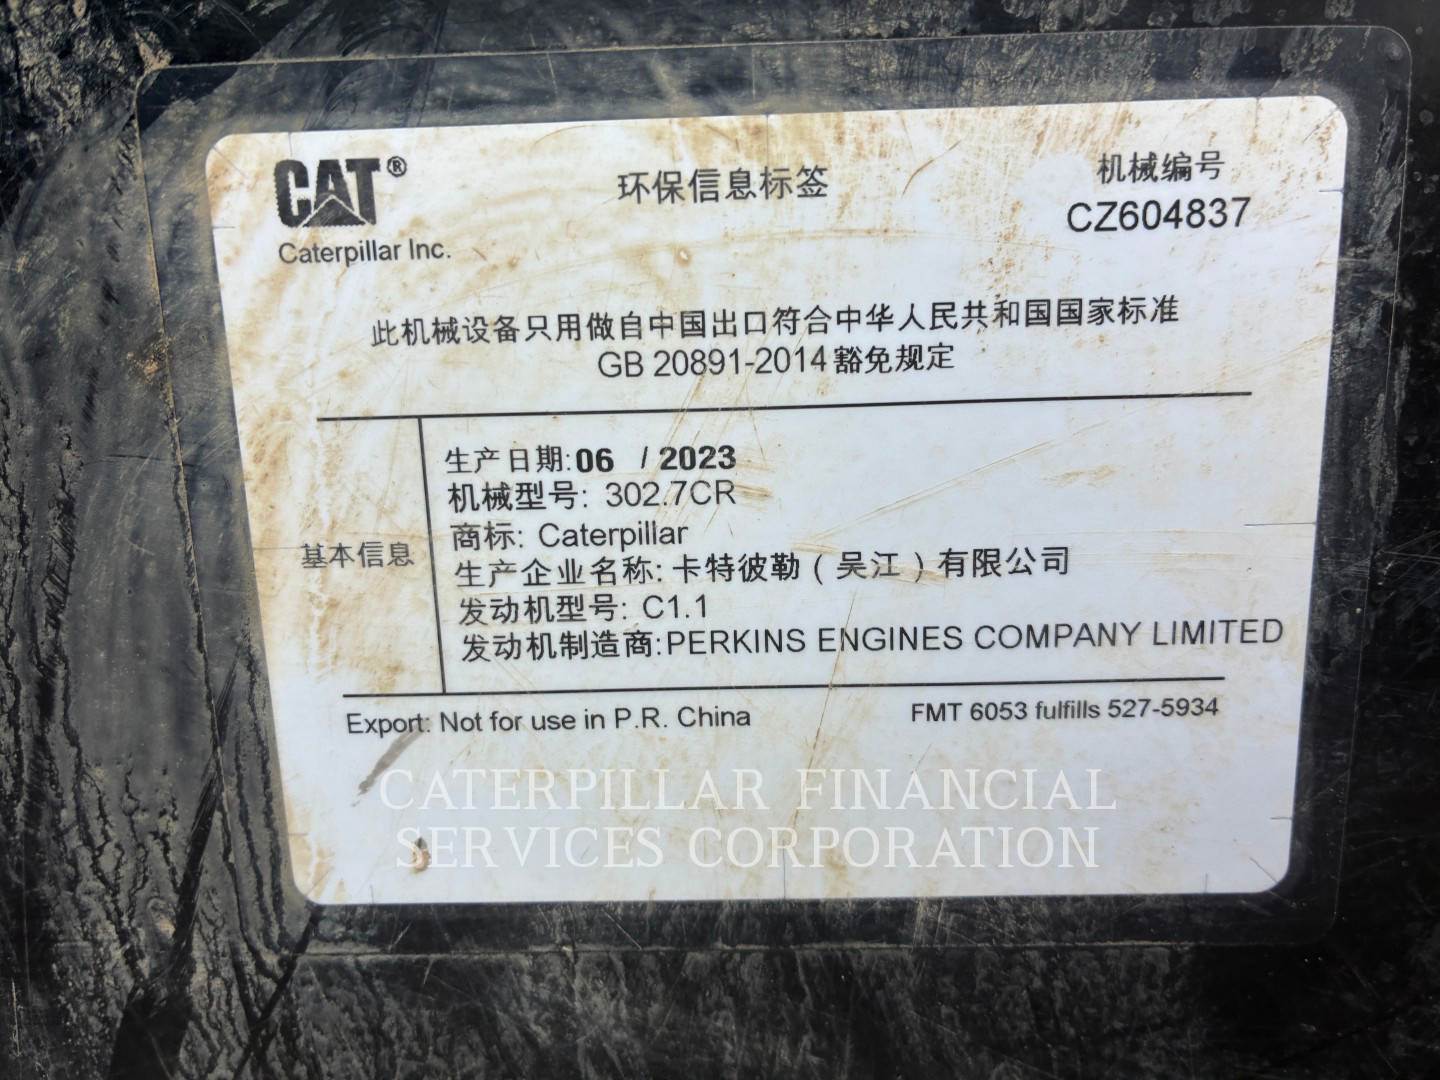 CAT®
Caterpillar Inc.
环保信息标签
机械编号
CZ604837
此机械设备只用做自中国出口符合中华人民共和国国家标准
GB 20891-2014豁免规定
基本信息
生产日期:06 / 2023
机械型号: 302.7CR
商标: Caterpillar
生产企业名称: 卡特彼勒（吴江）有限公司
发动机型号: C1.1
发动机制造商:PERKINS ENGINES COMPANY LIMITED
Export: Not for use in P.R. China
FMT 6053 fulfills 527-5934
CATERPILLAR FINANCIAL
SERVICES CORPORATION